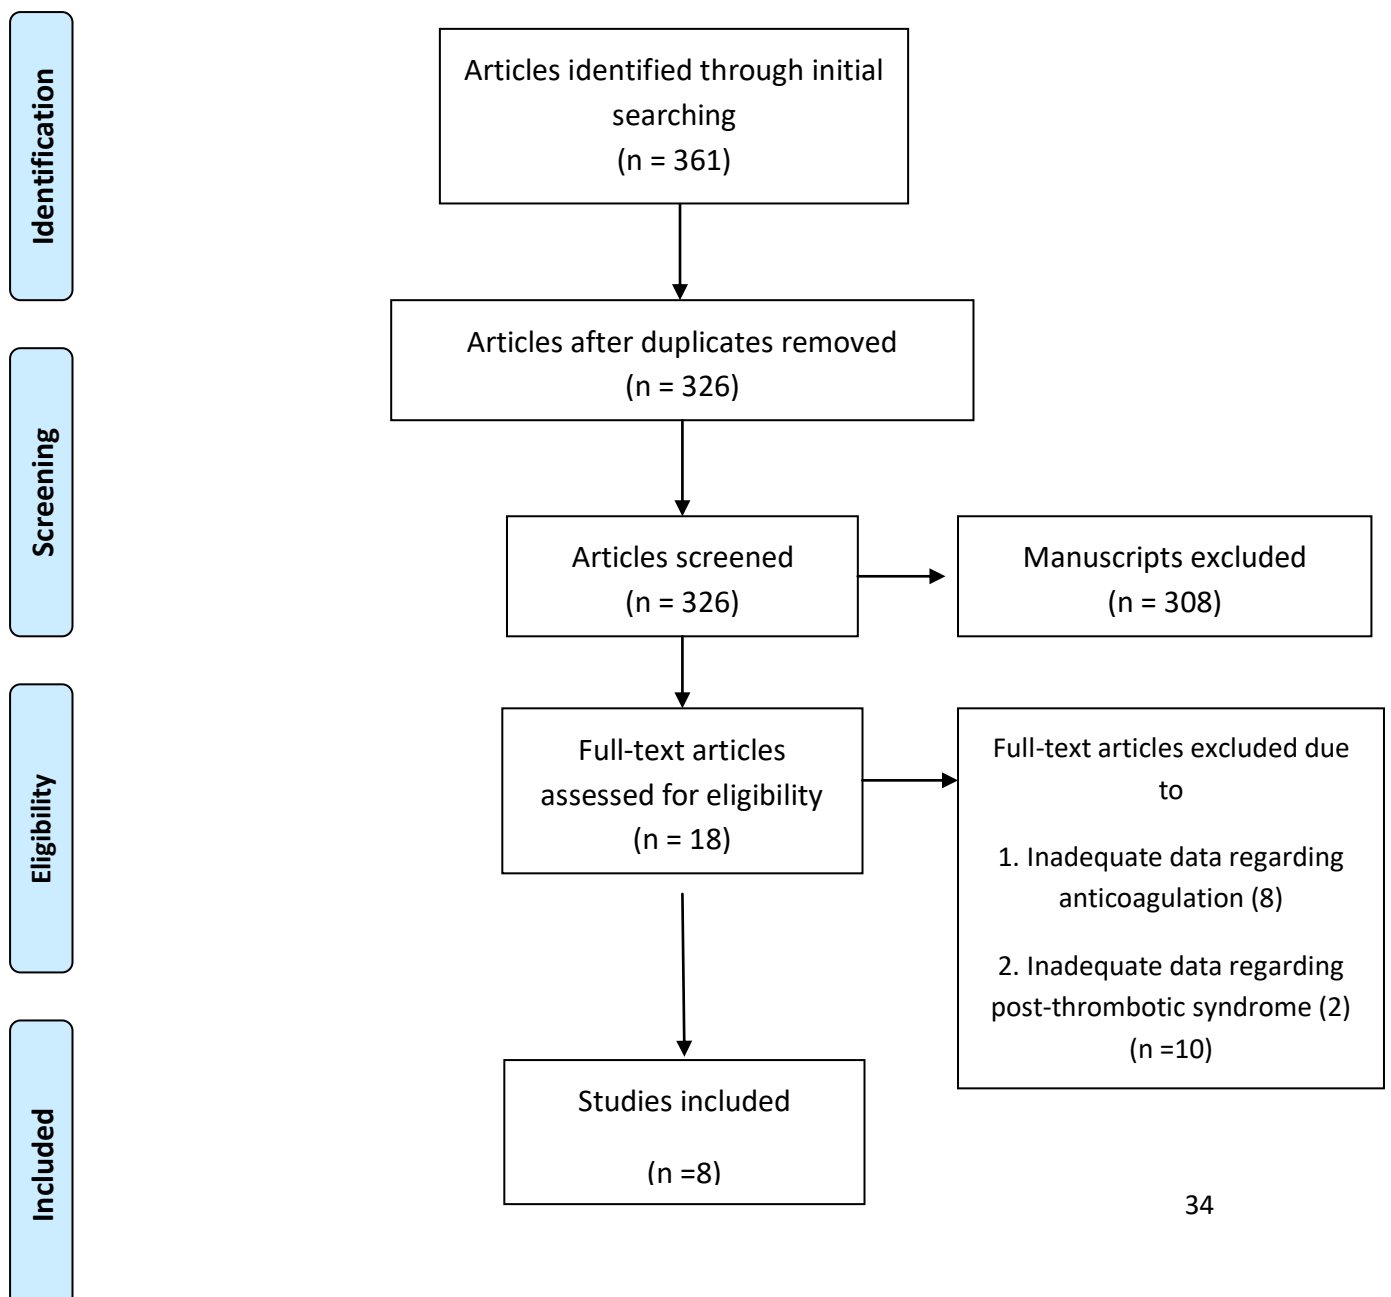 Identification
Articles identified through initial
searching
(n = 361)
Articles after duplicates removed
(n = 326)
Screening
Articles screened
(n = 326)
Manuscripts excluded
(n = 308)
Eligibility
Full-text articles
assessed for eligibility
(n = 18)
Full-text articles excluded due
to
1. Inadequate data regarding
anticoagulation (8)
2. Inadequate data regarding
post-thrombotic syndrome (2)
(n =10)
Included
Studies included
(n =8)
34